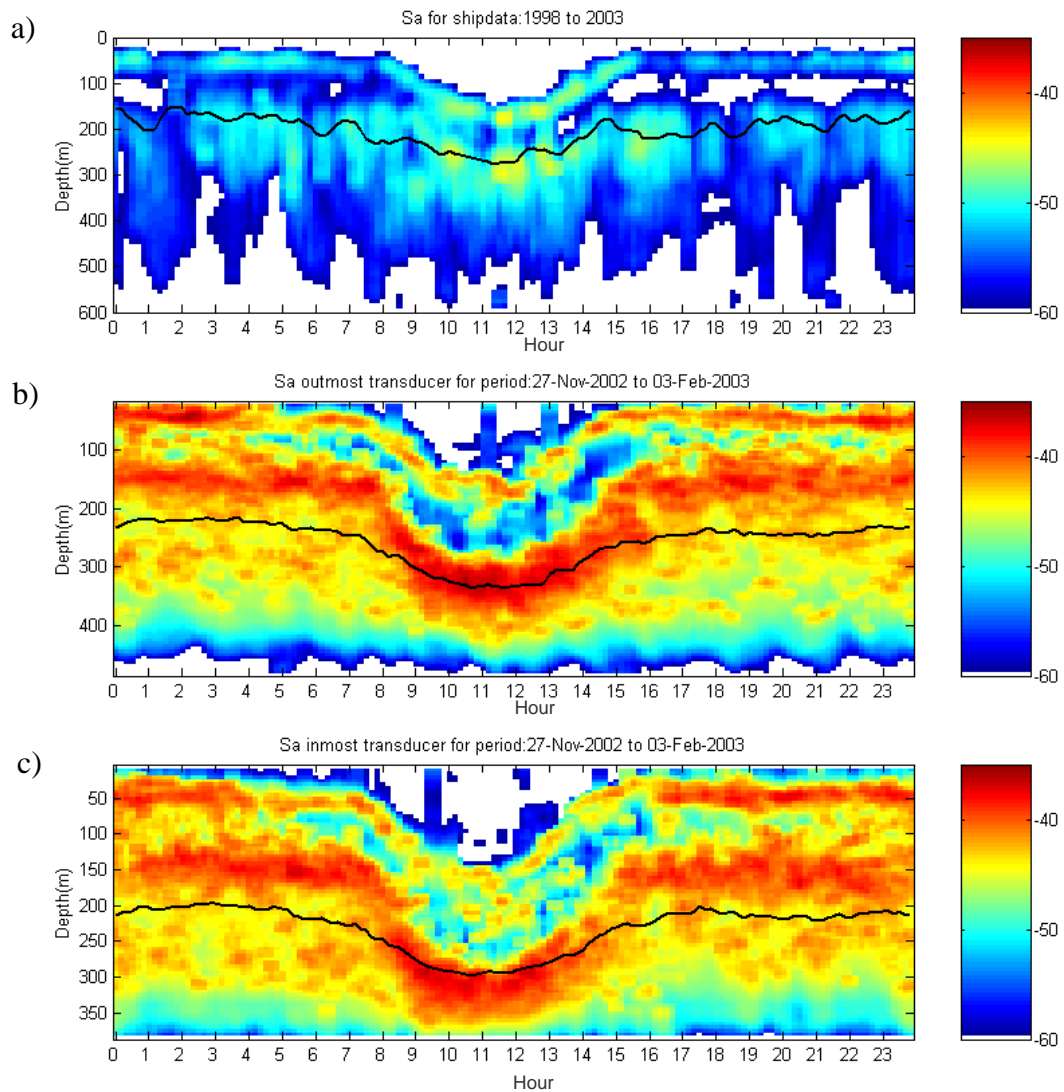 a)
Sa for shipdata:1998 to 2003
0
100
200
300
400
500
600
Depth(m)
0 1 2 3 4 5 6 7 8 9 10 11 12 13 14 15 16 17 18 19 20 21 22 23
Hour
-40
-50
-60
b)
Sa outmost transducer for period:27-Nov-2002 to 03-Feb-2003
100
200
300
400
Depth(m)
0 1 2 3 4 5 6 7 8 9 10 11 12 13 14 15 16 17 18 19 20 21 22 23
Hour
-40
-50
-60
c)
Sa inmost transducer for period:27-Nov-2002 to 03-Feb-2003
50
100
150
200
250
300
350
Depth(m)
0 1 2 3 4 5 6 7 8 9 10 11 12 13 14 15 16 17 18 19 20 21 22 23
Hour
-40
-50
-60